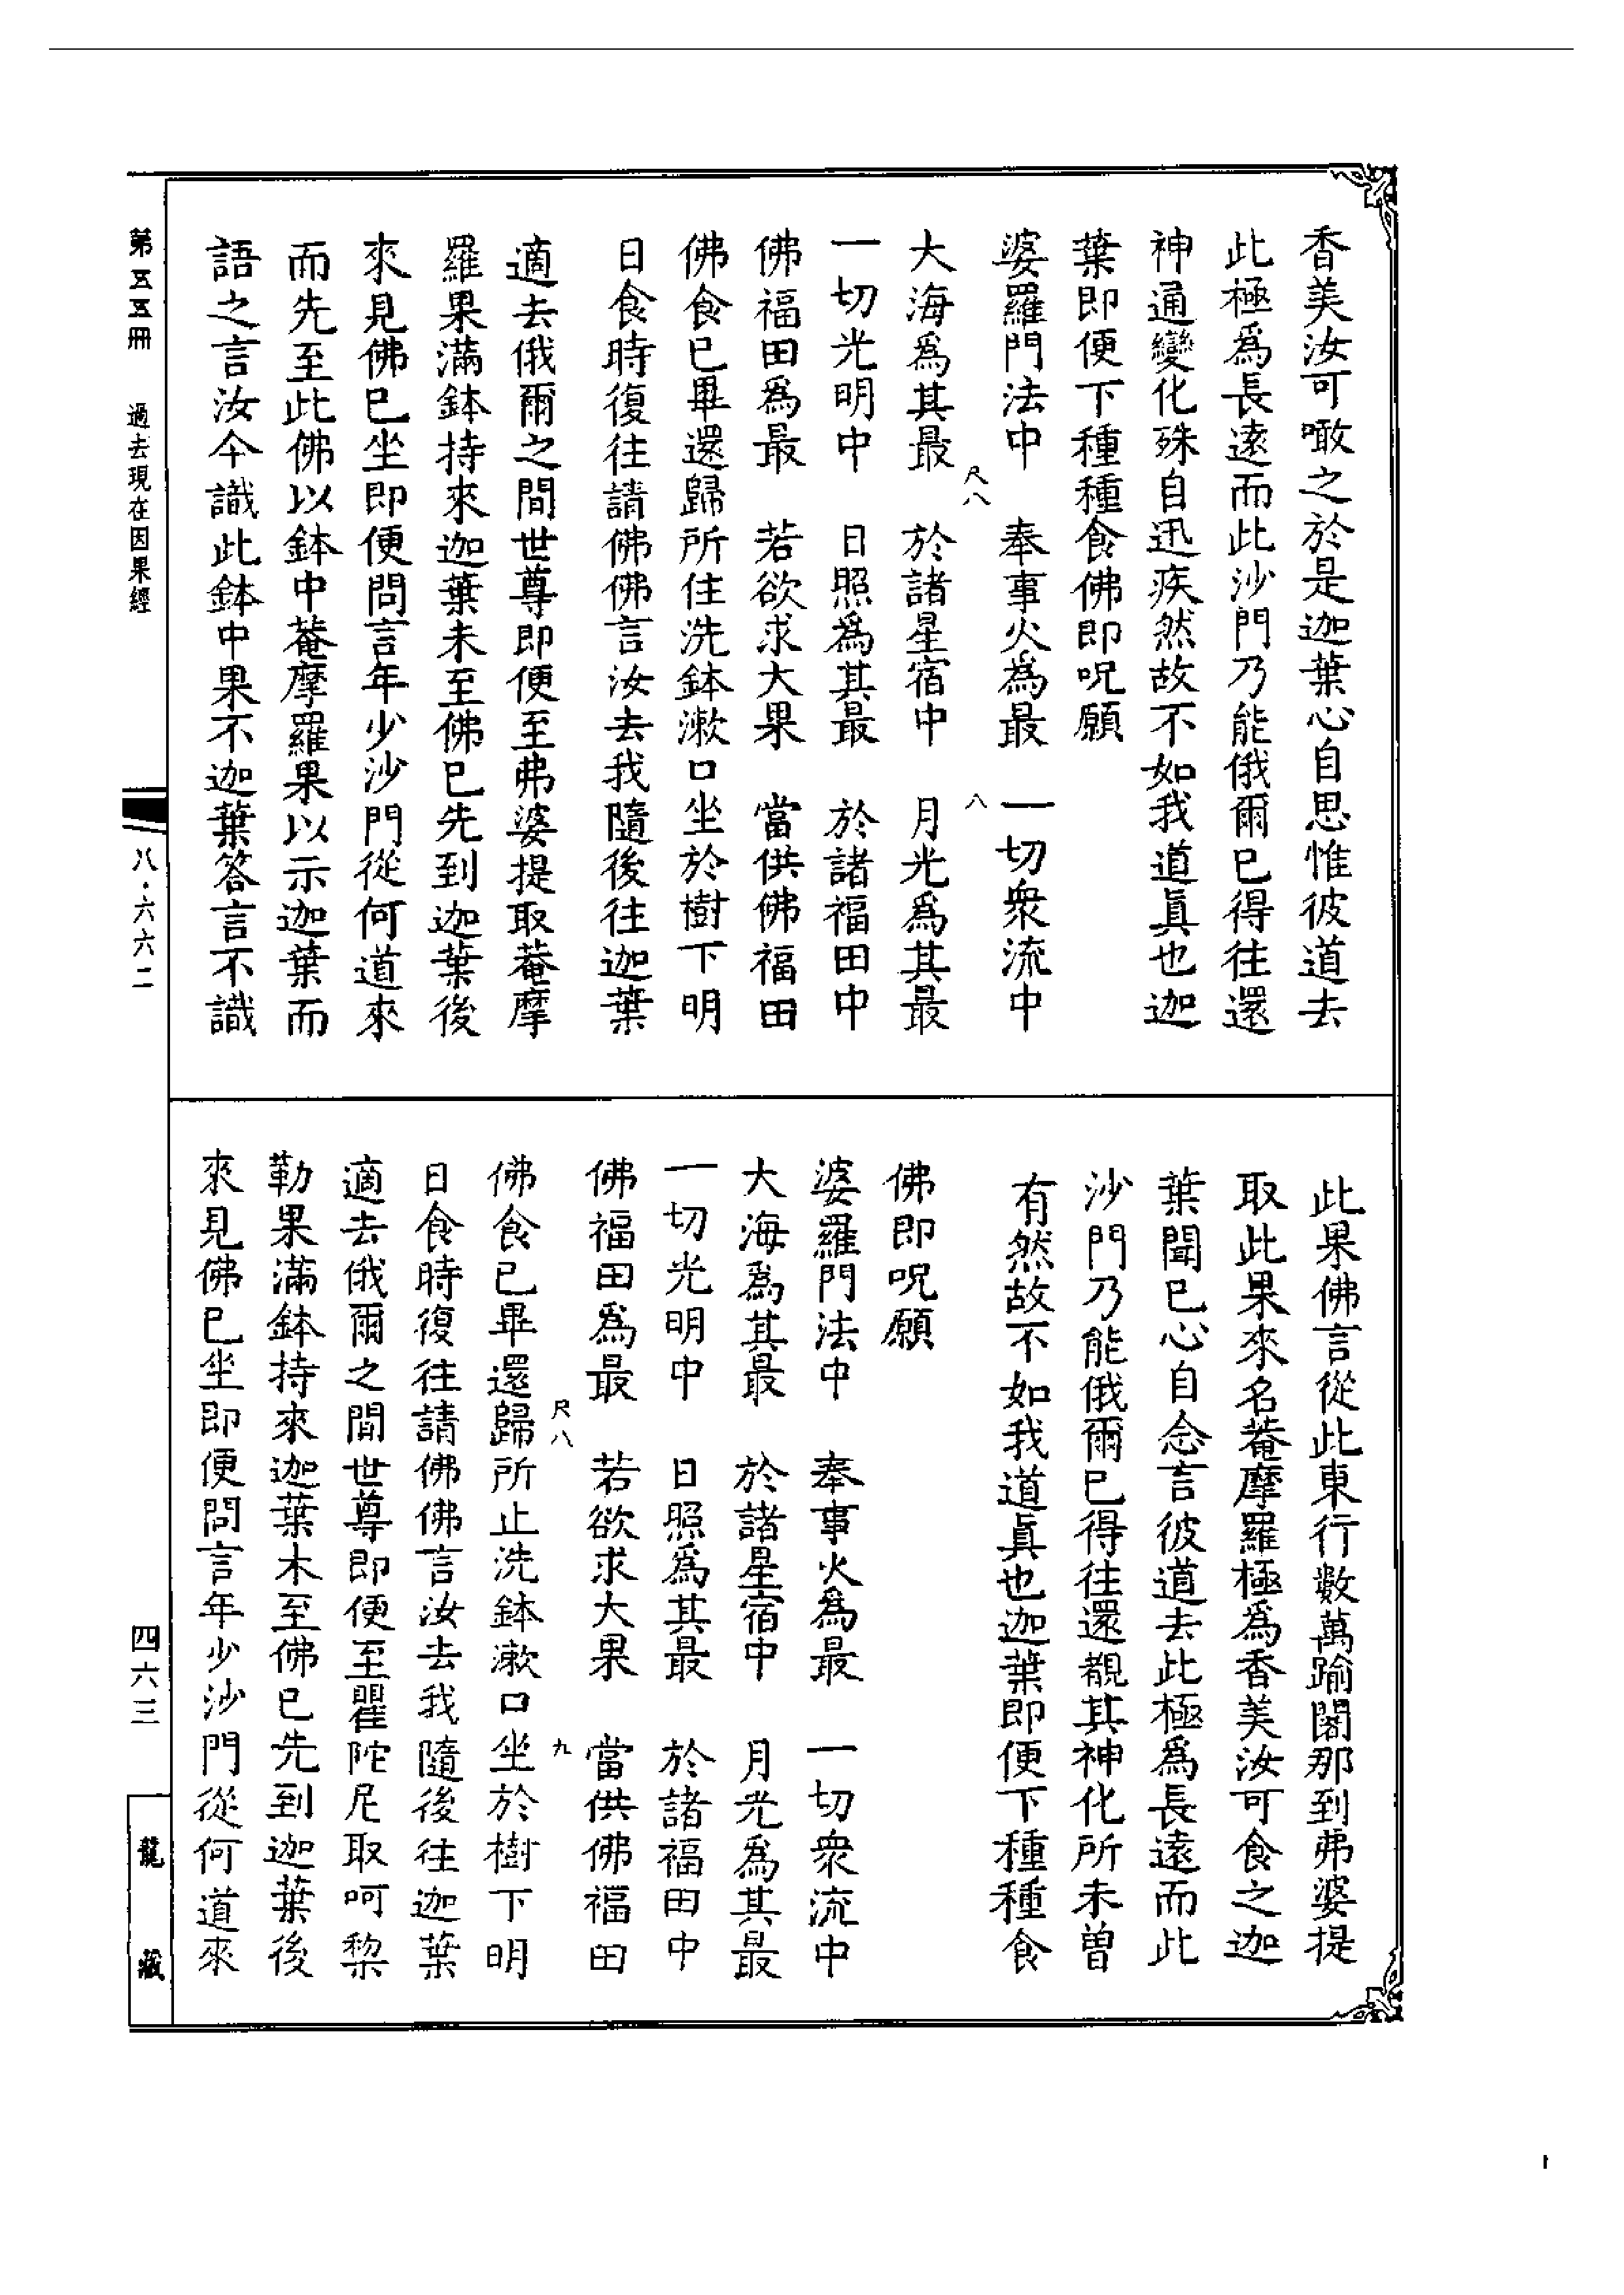 香美汝可噉之於是迦葉心自思惟彼道去
此極爲長遠而此沙門乃能俄爾已得往還
神通變化殊自迅疾然故不如我道眞也迦
葉即便下種種食佛即呪願
婆羅門法中　奉事火爲最　一切衆流中
尺八　八
大海爲其最　於諸星宿中　月光爲其最
一切光明中　日照爲其最　於諸福田中
佛福田爲最　若欲求大果　當供佛福田
佛食已畢還歸所住洗鉢漱口坐於樹下明
日食時復往請佛佛言汝去我隨後往迦葉
適去俄爾之間世尊即便至弗婆提取菴摩
羅果滿鉢持來迦葉未至佛已先到迦葉後
來見佛已坐即便問言年少沙門從何道來
而先至此佛以鉢中菴摩羅果以示迦葉而
語之言汝今識此鉢中果不迦葉答言不識
此果佛言從此東行數萬踰闍那到弗婆提
取此果來名菴摩羅極爲香美汝可食之迦
葉聞已心自念言彼道去此極爲長遠而此
沙門乃能俄爾已得往還覩其神化所未曾
有然故不如我道眞也迦葉即便下種種食
佛即呪願
婆羅門法中　奉事火爲最　一切衆流中
大海爲其最　於諸星宿中　月光爲其最
一切光明中　日照爲其最　於諸福田中
佛福田爲最　若欲求大果　當供佛福田
尺八　九
佛食已畢還歸所止洗鉢漱口坐於樹下明
日食時復往請佛佛言汝去我隨後往迦葉
適去俄爾之間世尊即便至瞿陀尼取呵棃
勒果滿鉢持來迦葉木至佛已先到迦葉後
來見佛已坐即便問言年少沙門從何道來
第五五冊　過去現在因果經
八·六六二
四六三
龍藏